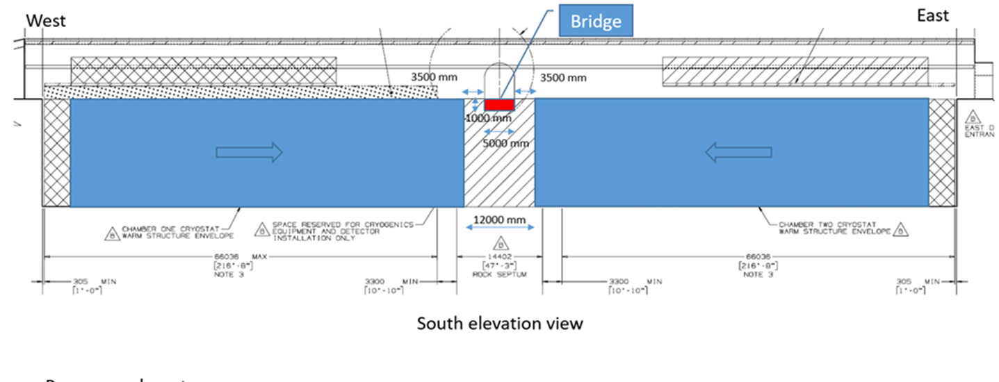 West
Bridge
East
3500 mm
3500 mm
1000 mm
5000 mm
B
EAST D
ENTRAN
12000 mm
B
CHAMBER ONE CRYOSTAT
WARM STRUCTURE ENVELOPE
B
SPACE RESERVED FOR CRYOGENICS
EQUIPMENT AND DETECTOR
INSTALLATION ONLY
B
CHAMBER TWO CRYOSTAT
WARM STRUCTURE ENVELOPE
B
66036 MAX
[216'-8"]
NOTE 3
14402
[47'-3"]
ROCK SEPTUM
66036
[216'-8"]
NOTE 3
305 MIN
[1'-0"]
3300 MIN
[10'-10"]
3300 MIN
[10'-10"]
305 MIN
[1'-0"]
South elevation view